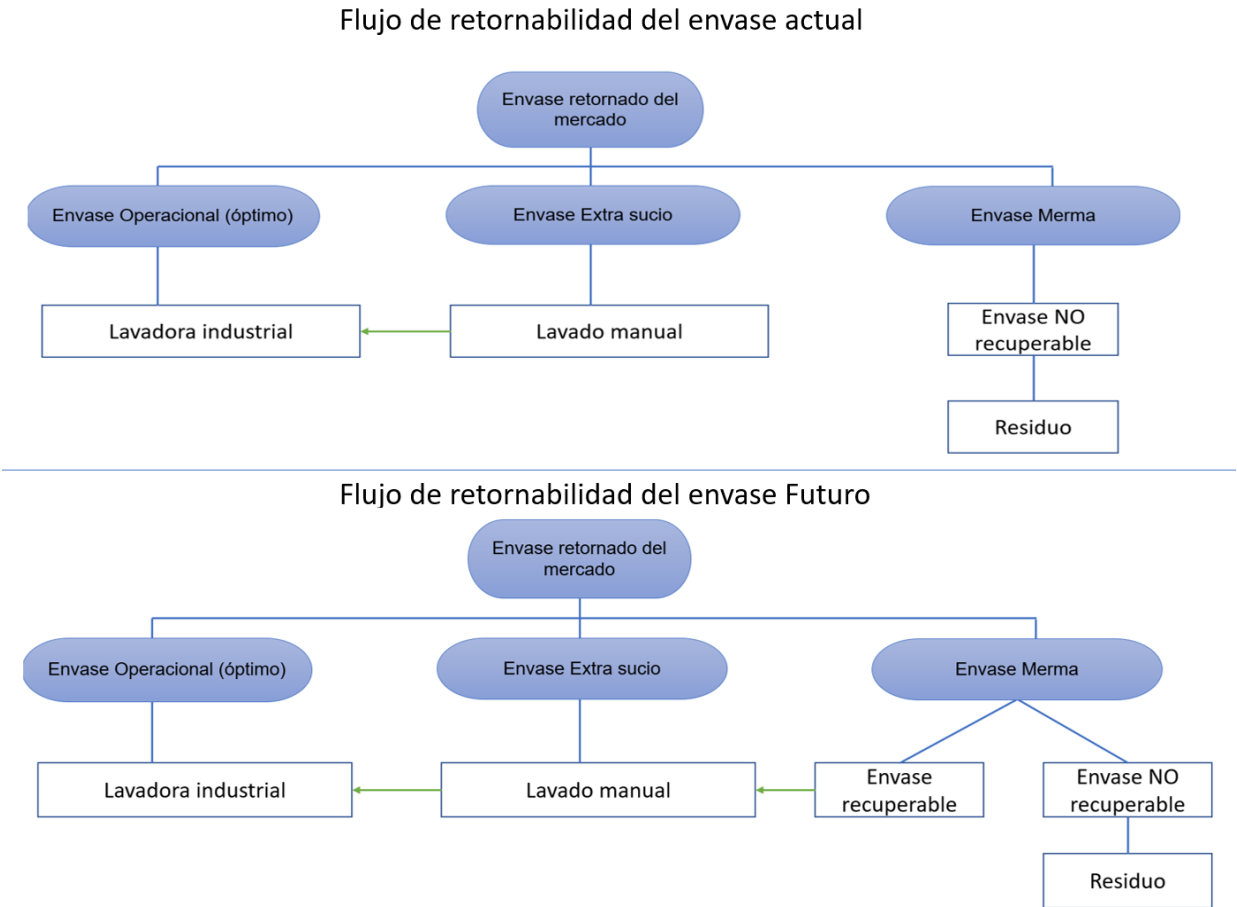 Flujo de retornabilidad del envase actual
Envase retornado del
mercado
Envase Operacional (óptimo)
Envase Extra sucio
Envase Merma
Lavadora industrial
Lavado manual
Envase NO
recuperable
Residuo
Flujo de retornabilidad del envase Futuro
Envase retornado del
mercado
Envase Operacional (óptimo)
Envase Extra sucio
Envase Merma
Lavadora industrial
Lavado manual
Envase
recuperable
Envase NO
recuperable
Residuo